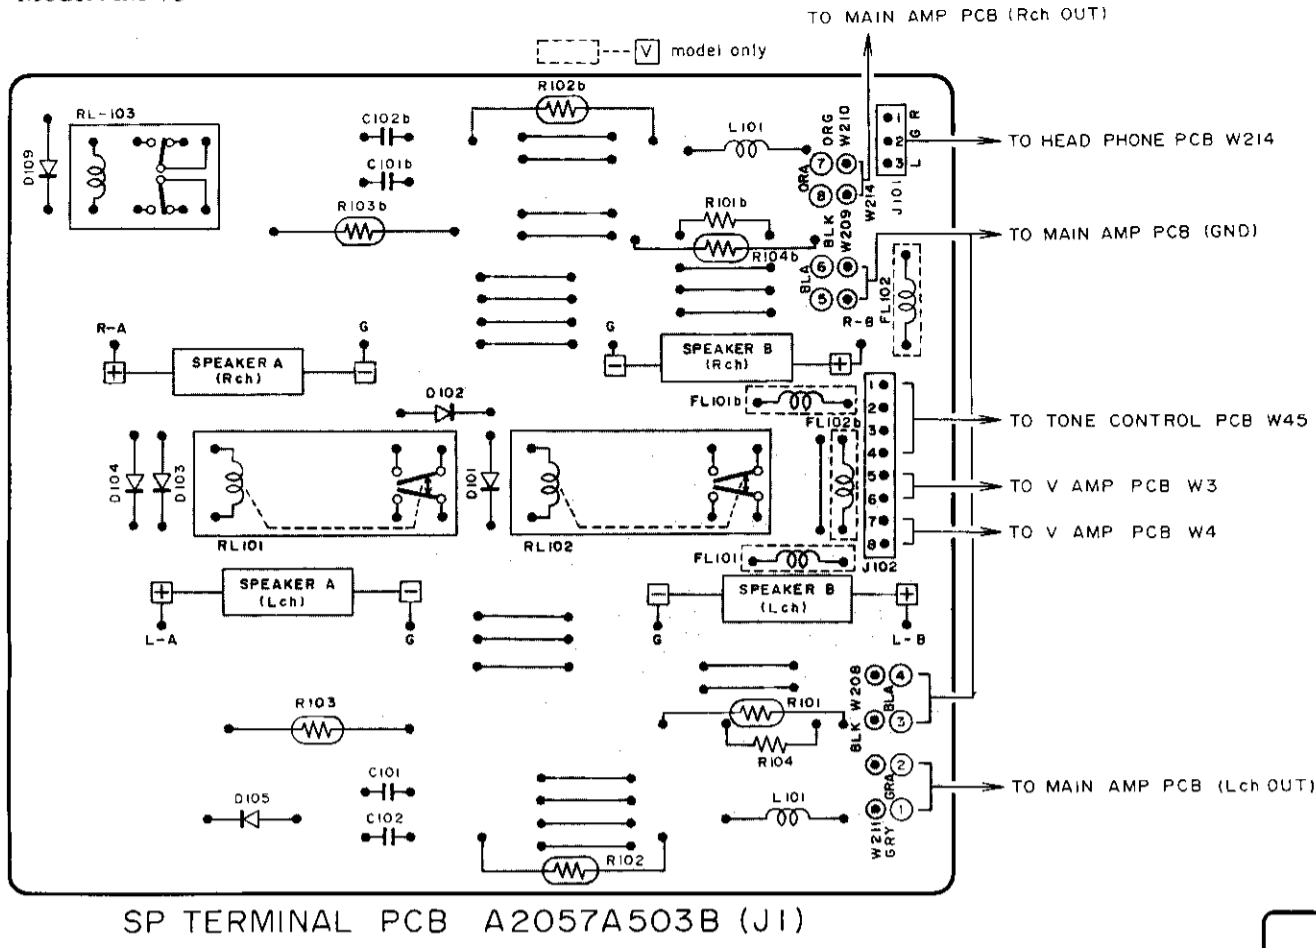 TO MAIN AMP PCB (Rch OUT)
V model only
R102b
RL-103
C102b
L101
ORG
W210
1 R
2 G
3 L
TO HEAD PHONE PCB W214
D109
C101b
7
ORA
8
W214
J101
R103b
R101b
BLK
W209
R104b
TO MAIN AMP PCB (GND)
6
BLA
5
FL102
R-A
G
G
R-B
+ SPEAKER A (Rch) −
− SPEAKER B (Rch) +
D102
FL101b
FL102b
1
2
3
4
5
6
7
8
TO TONE CONTROL PCB W45
D104
D103
D101
TO V AMP PCB W3
TO V AMP PCB W4
RL101
RL102
FL101
J102
+ SPEAKER A (Lch) −
− SPEAKER B (Lch) +
L-A
G
G
L-B
BLK W208
4
BLA
3
R103
R101
R104
C101
2
GRA
1
TO MAIN AMP PCB (Lch OUT)
D105
C102
L101
W211
GRY
R102
SP TERMINAL PCB A2057A503B (J1)